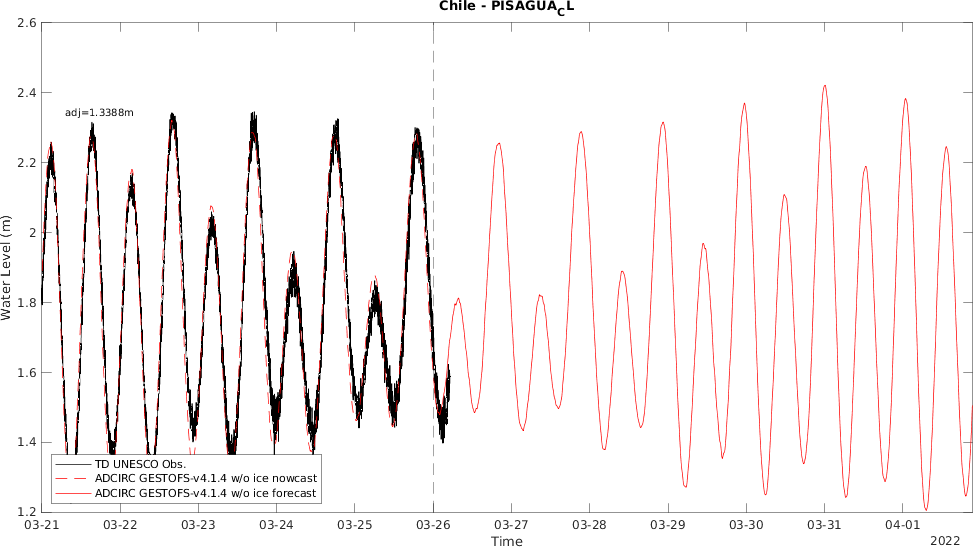 Chile - PISAGUA_CL
2.6
2.4
adj=1.3388m
2.2
2
Water Level (m)
1.8
1.6
1.4
TD UNESCO Obs.
ADCIRC GESTOFS-v4.1.4 w/o ice nowcast
ADCIRC GESTOFS-v4.1.4 w/o ice forecast
1.2
03-21 03-22 03-23 03-24 03-25 03-26 03-27 03-28 03-29 03-30 03-31 04-01
Time
2022